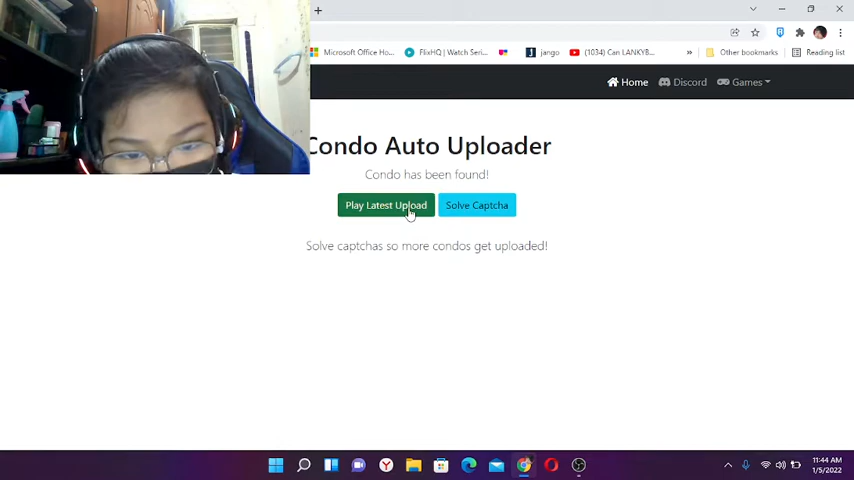 Microsoft Office Ho...
FlixHQ | Watch Seri...
jango
(1034) Can LANKYB...
»
Other bookmarks
Reading list
Home
Discord
Games
Condo Auto Uploader
Condo has been found!
Play Latest Upload
Solve Captcha
Solve captchas so more condos get uploaded!
11:44 AM
1/5/2022